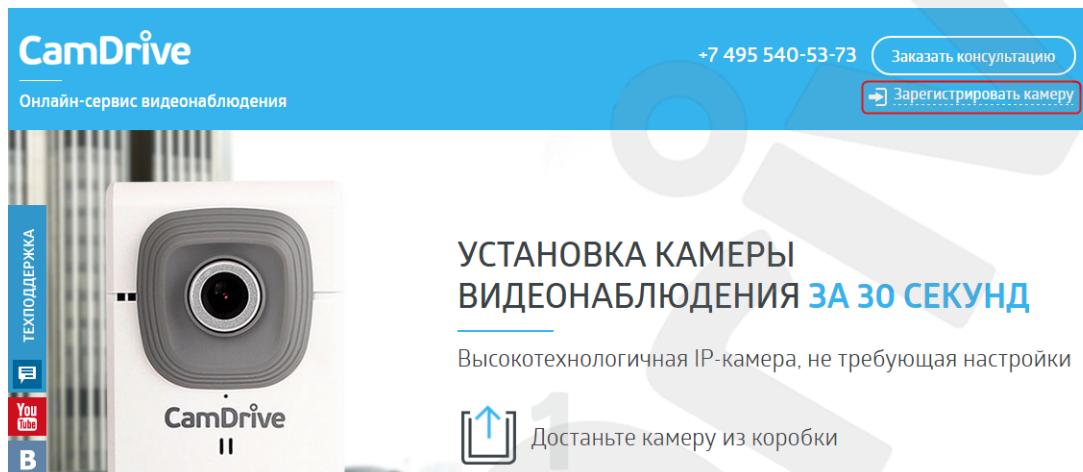 CamDrive
+7 495 540-53-73
Заказать консультацию
Онлайн-сервис видеонаблюдения
Зарегистрировать камеру
ТЕХПОДДЕРЖКА
You
Tube
B
CamDrive
УСТАНОВКА КАМЕРЫ
ВИДЕОНАБЛЮДЕНИЯ ЗА 30 СЕКУНД
Высокотехнологичная IP-камера, не требующая настройки
1
Достаньте камеру из коробки